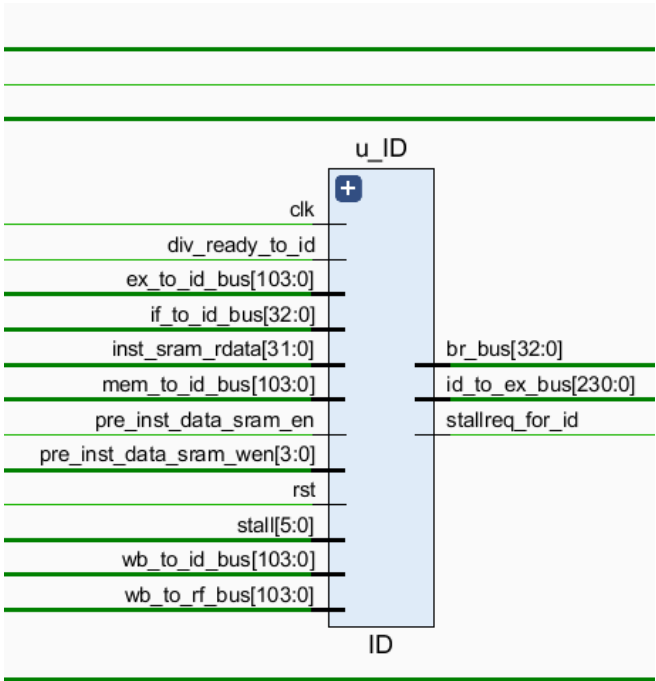 u_ID
clk
div_ready_to_id
ex_to_id_bus[103:0]
if_to_id_bus[32:0]
inst_sram_rdata[31:0]
mem_to_id_bus[103:0]
pre_inst_data_sram_en
pre_inst_data_sram_wen[3:0]
rst
stall[5:0]
wb_to_id_bus[103:0]
wb_to_rf_bus[103:0]
br_bus[32:0]
id_to_ex_bus[230:0]
stallreq_for_id
ID